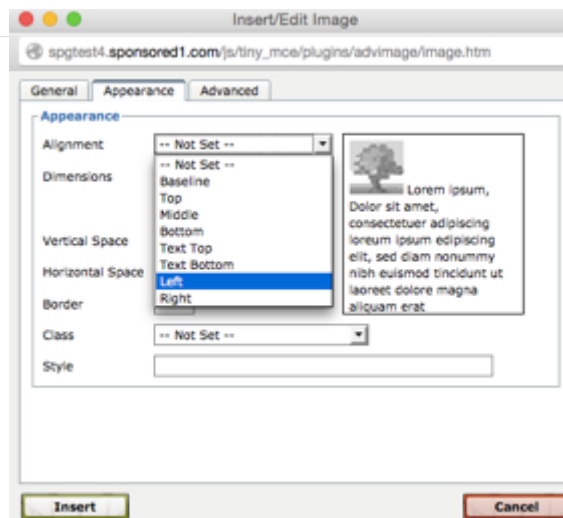 Insert/Edit Image
spgtest4.sponsored1.com/js/tiny_mce/plugins/advimage/image.htm
General Appearance Advanced
Appearance
Alignment -- Not Set --
-- Not Set --
Baseline
Top
Middle
Bottom
Text Top
Text Bottom
Left
Right
Dimensions
Vertical Space
Horizontal Space
Border
Class -- Not Set --
Style
Lorem ipsum,
Dolor sit amet,
consectetuer adipiscing
loreum ipsum edipiscing
elit, sed diam nonummy
nibh euismod tincidunt ut
laoreet dolore magna
aliquam erat
Insert Cancel